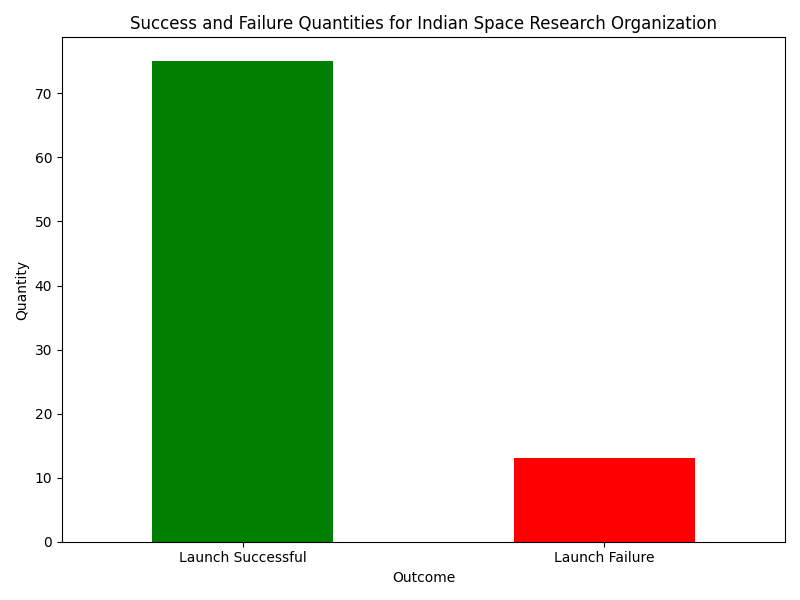 Success and Failure Quantities for Indian Space Research Organization
Quantity
70
60
50
40
30
20
10
0
Launch Successful
Launch Failure
Outcome